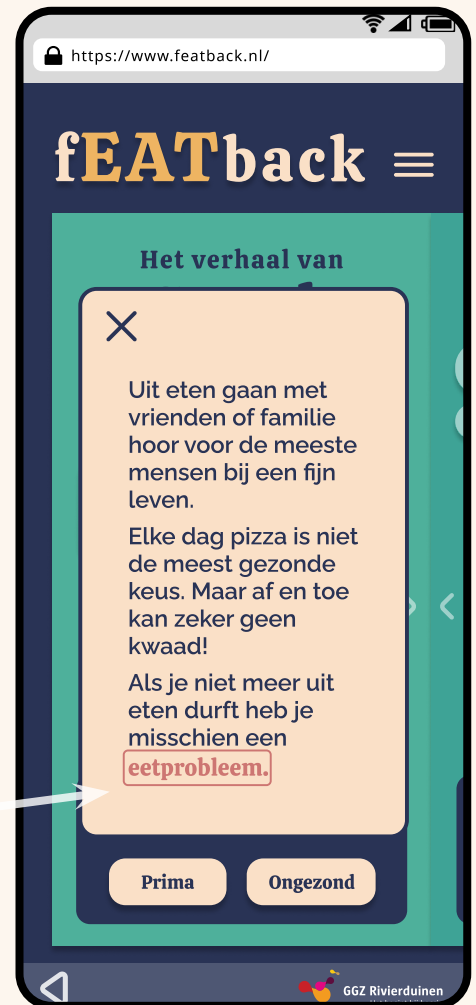 https://www.featback.nl/
fEATback
Het verhaal van
Uit eten gaan met
vrienden of familie
hoor voor de meeste
mensen bij een fijn
leven.
Elke dag pizza is niet
de meest gezonde
keus. Maar af en toe
kan zeker geen
kwaad!
Als je niet meer uit
eten durft heb je
misschien een
eetprobleem.
Prima
Ongezond
GGZ Rivierduinen